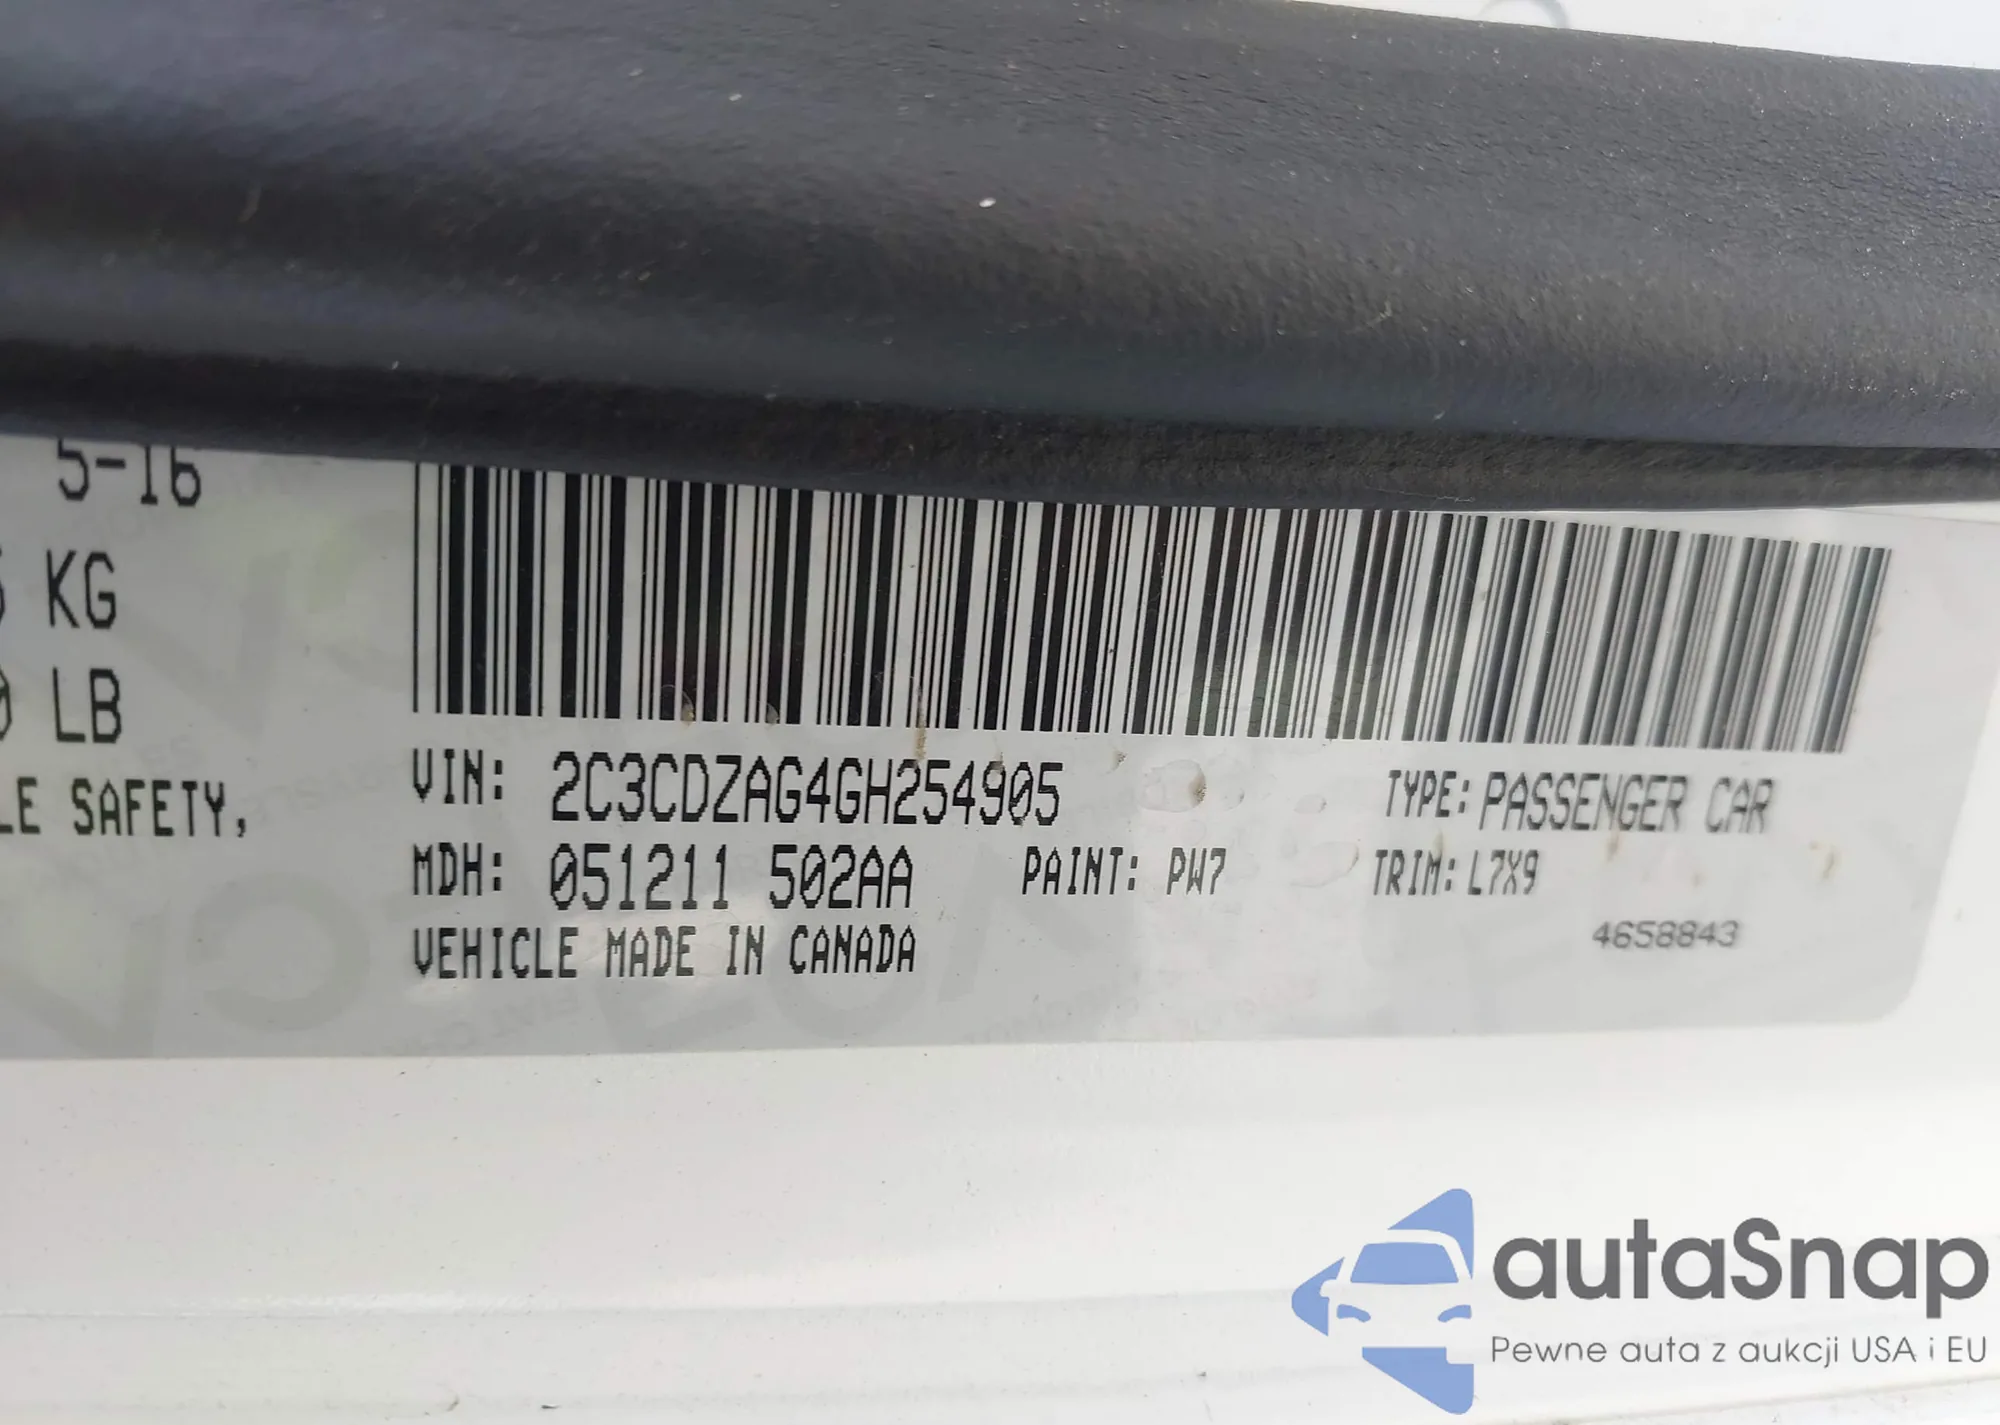 5-16
KG
LB
LE SAFETY,
VIN: 2C3CDZAG4GH254905
TYPE: PASSENGER CAR
MDH: 051211 502AA
PAINT: PW7
TRIM: L7X9
VEHICLE MADE IN CANADA
4658843
autaSnap
Pewne auta z aukcji USA i EU